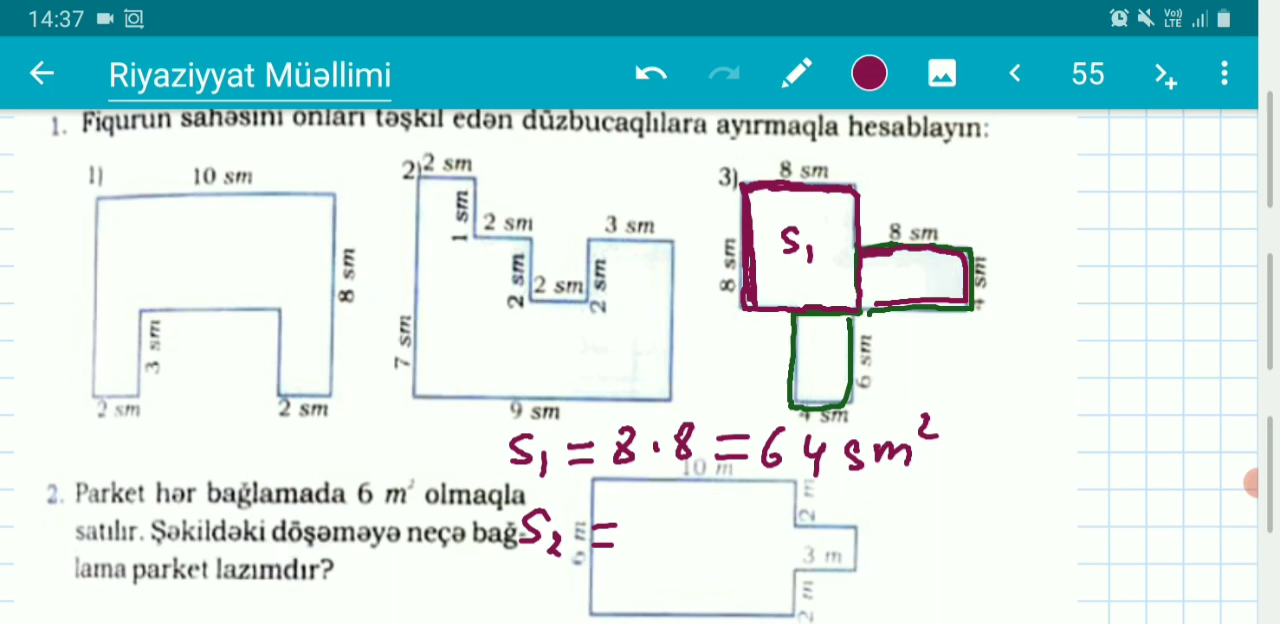 14:37
Vo)) LTE
Riyaziyyat Müəllimi
55
1. Fiqurun sahəsini onları təşkil edən düzbucaqlılara ayırmaqla hesablayın:
1)
10 sm
8 sm
3 sm
2 sm
2 sm
2)
2 sm
1 sm
2 sm
2 sm
2 sm
2 sm
3 sm
7 sm
9 sm
3)
8 sm
8 sm
S₁
8 sm
4 sm
6 sm
4 sm
S₁ = 8 · 8 = 64 sm²
2. Parket hər bağlamada 6 m² olmaqla
satılır. Şəkildəki döşəməyə neçə bağ-
lama parket lazımdır?
S₂ =
10 m
6 m
2 m
3 m
2 m